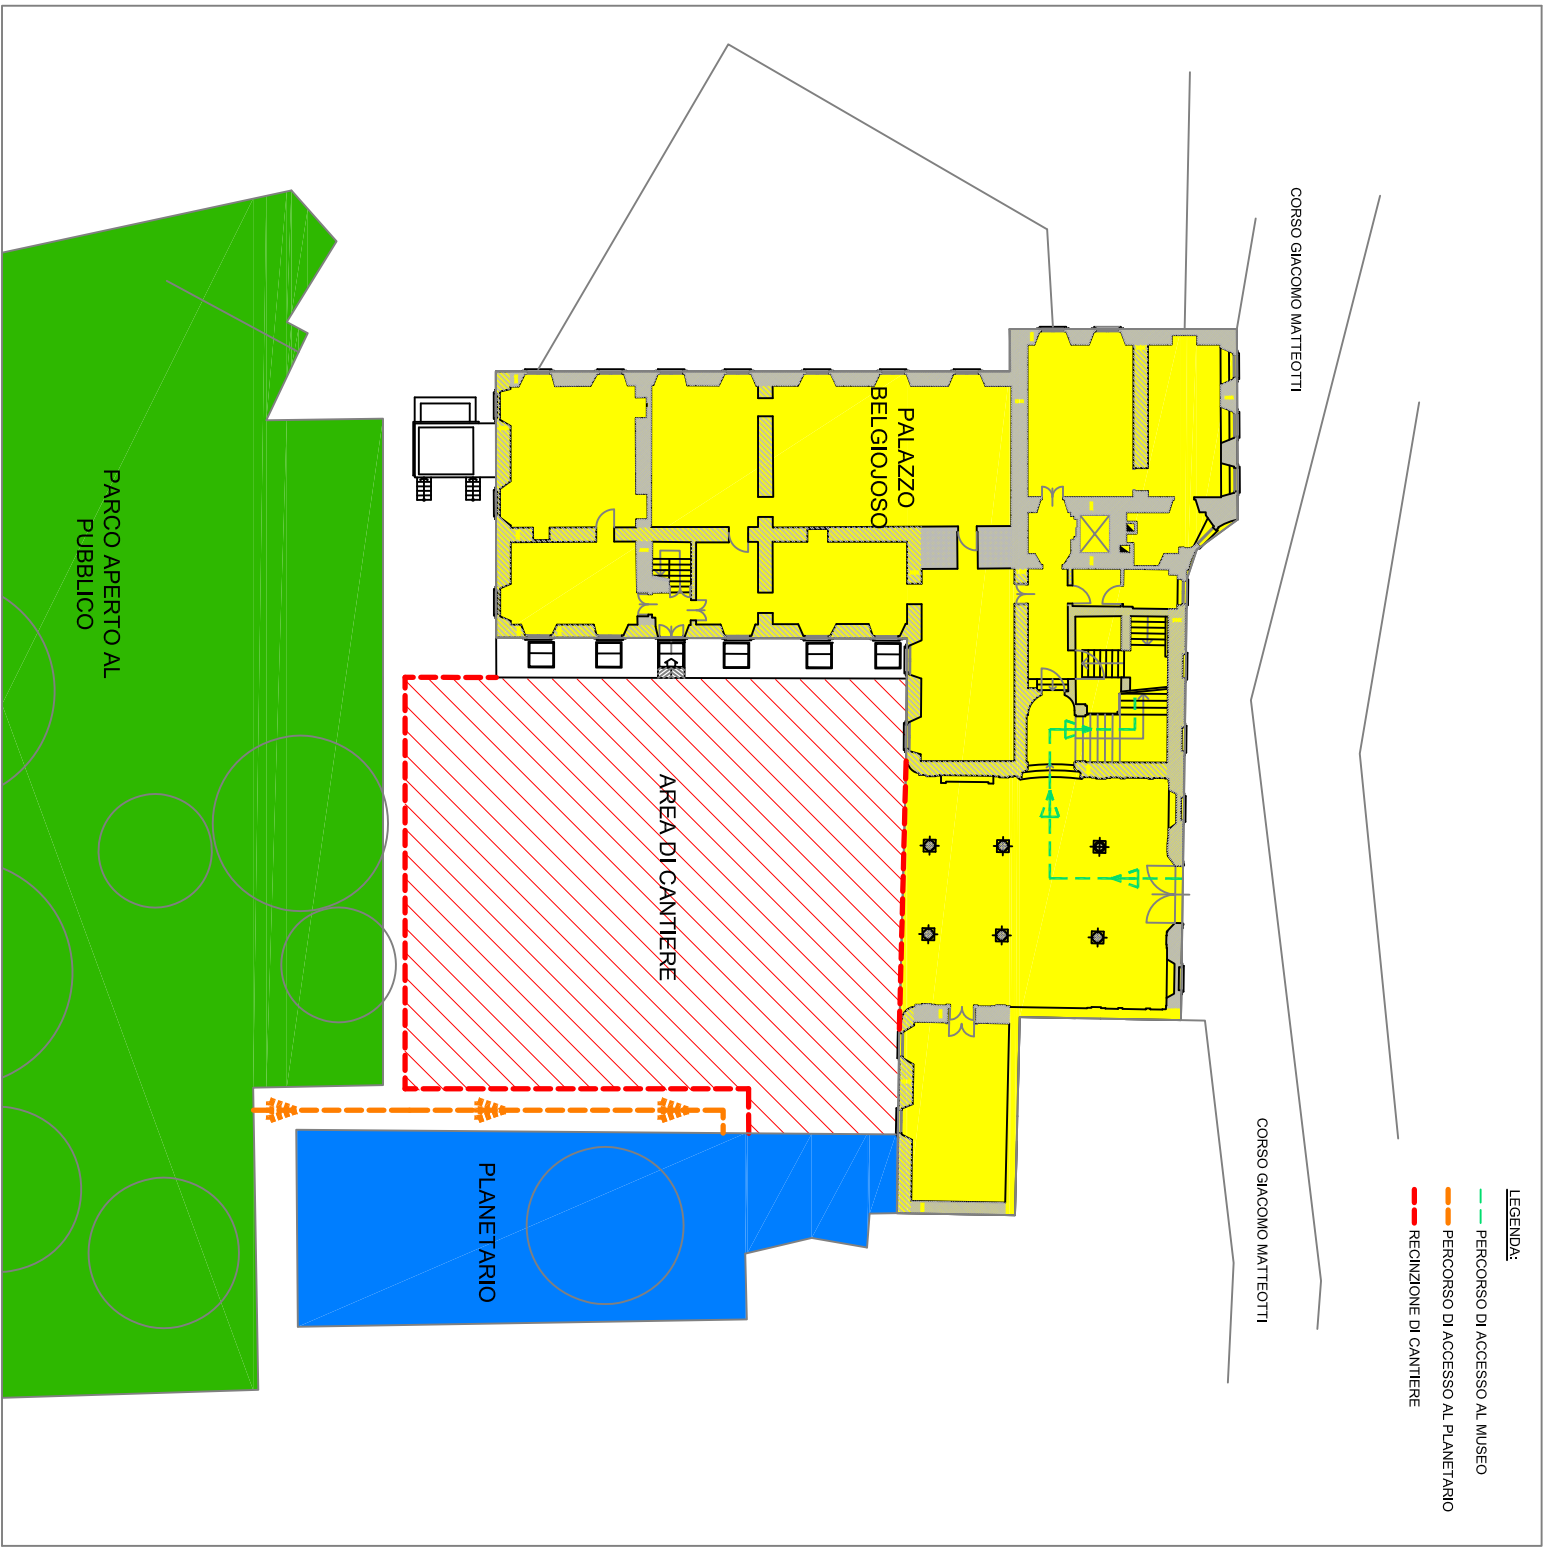 LEGENDA:
PERCORSO DI ACCESSO AL MUSEO
PERCORSO DI ACCESSO AL PLANETARIO
RECINZIONE DI CANTIERE
CORSO GIACOMO MATTEOTTI
CORSO GIACOMO MATTEOTTI
PALAZZO
BELGIOJOSO
AREA DI CANTIERE
PLANETARIO
PARCO APERTO AL
PUBBLICO